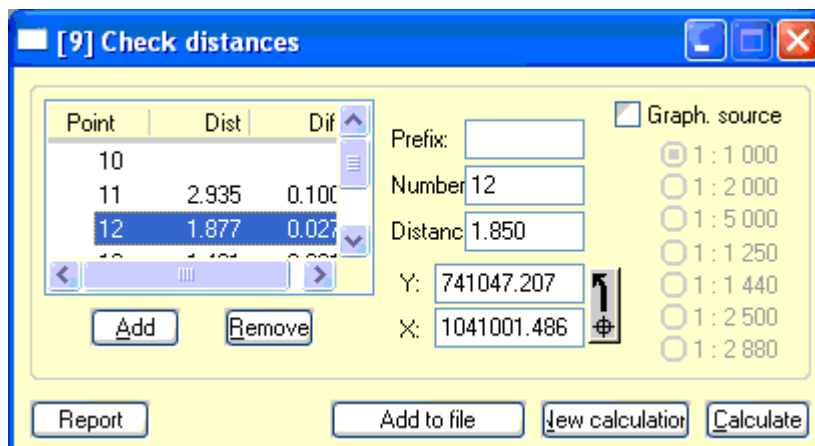 [9] Check distances
Point Dist Dif
10
11 2.935 0.100
12 1.877 0.027
Add Remove
Prefix:
Number 12
Distanc 1.850
Y: 741047.207
X: 1041001.486
Graph. source
1 : 1 000
1 : 2 000
1 : 5 000
1 : 1 250
1 : 1 440
1 : 2 500
1 : 2 880
Report Add to file New calculation Calculate